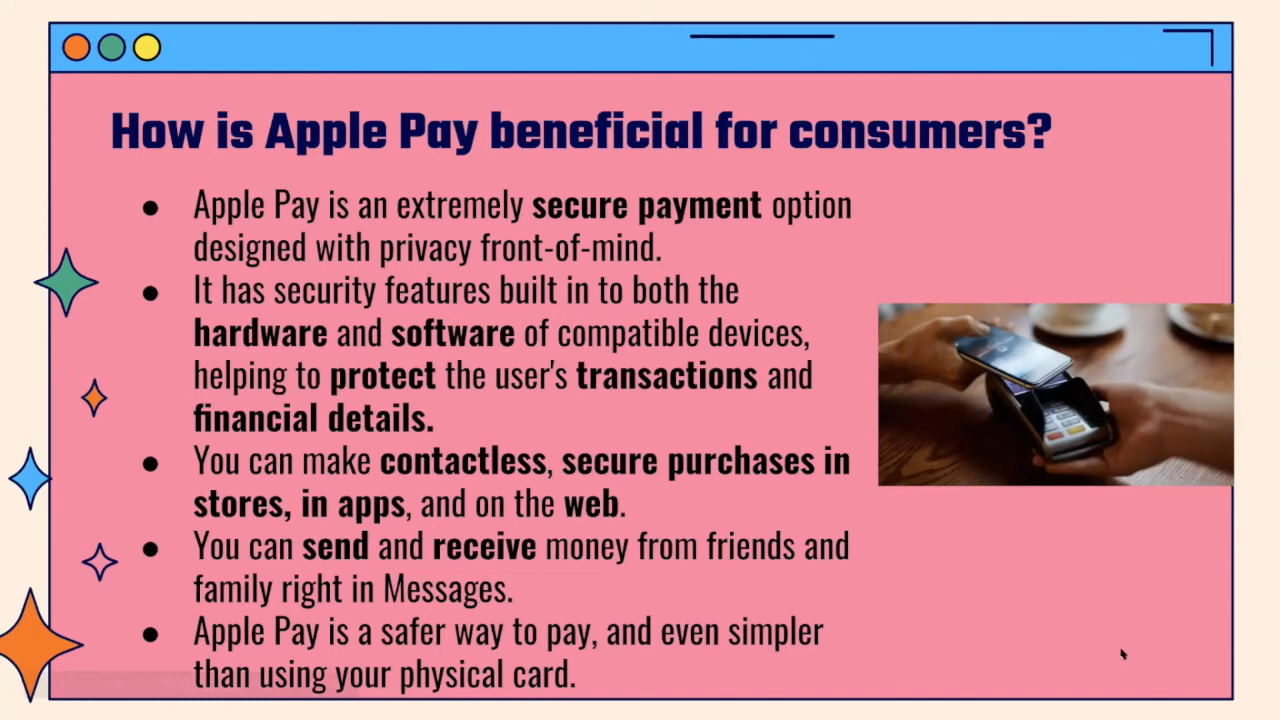 How is Apple Pay beneficial for consumers?
● Apple Pay is an extremely secure payment option
designed with privacy front-of-mind.
● It has security features built in to both the
hardware and software of compatible devices,
helping to protect the user's transactions and
financial details.
● You can make contactless, secure purchases in
stores, in apps, and on the web.
● You can send and receive money from friends and
family right in Messages.
● Apple Pay is a safer way to pay, and even simpler
than using your physical card.